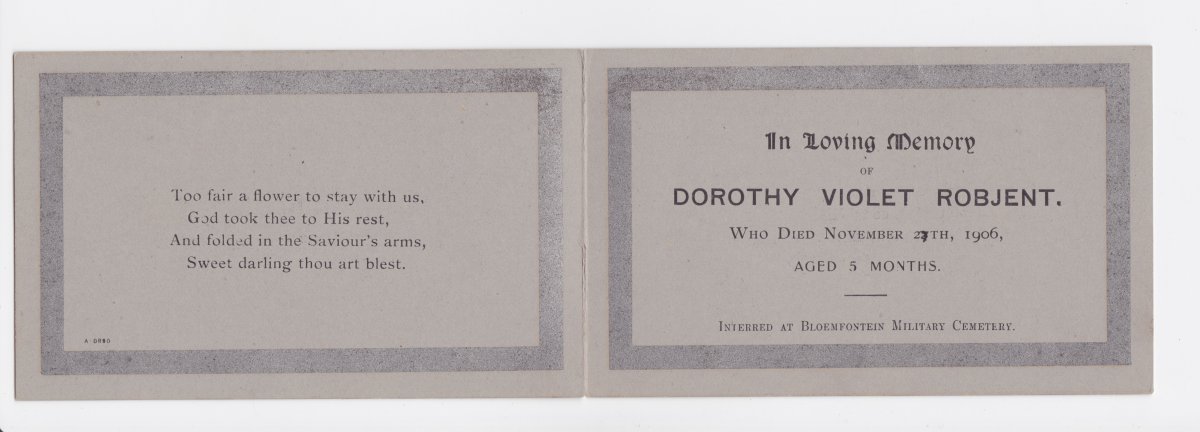 Too fair a flower to stay with us,
God took thee to His rest,
And folded in the Saviour's arms,
Sweet darling thou art blest.
In Loving Memory
OF
DOROTHY VIOLET ROBJENT.
WHO DIED NOVEMBER 27TH, 1906,
AGED 5 MONTHS.
INTERRED AT BLOEMFONTEIN MILITARY CEMETERY.